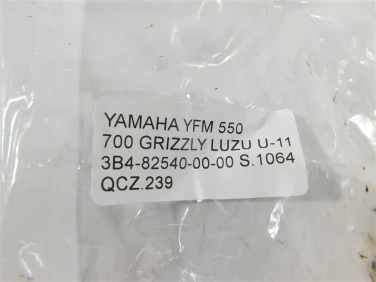 YAMAHA YFM 550
700 GRIZZLY LUZU U-11
3B4-82540-00-00 S.1064
QCZ.239